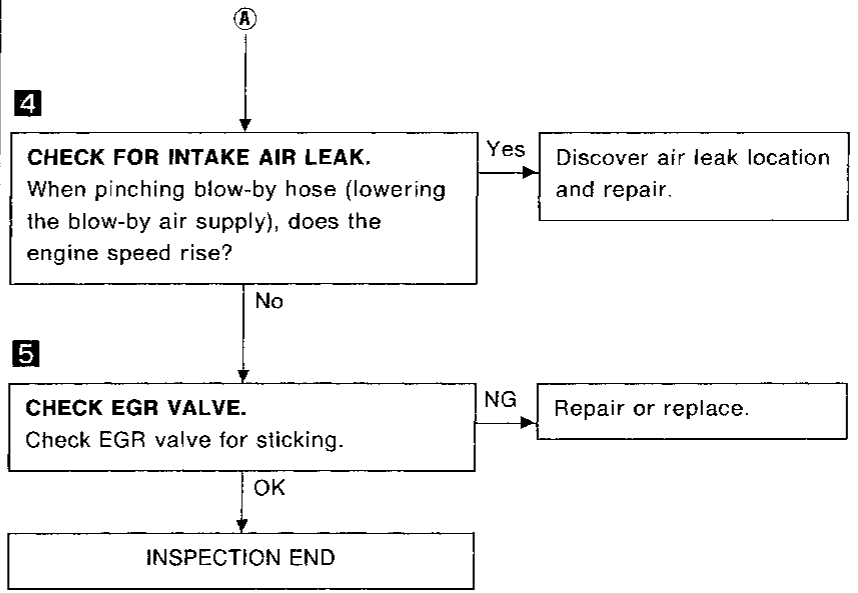 A
4
CHECK FOR INTAKE AIR LEAK.
When pinching blow-by hose (lowering
the blow-by air supply), does the
engine speed rise?
Yes
Discover air leak location
and repair.
No
5
CHECK EGR VALVE.
Check EGR valve for sticking.
NG
Repair or replace.
OK
INSPECTION END